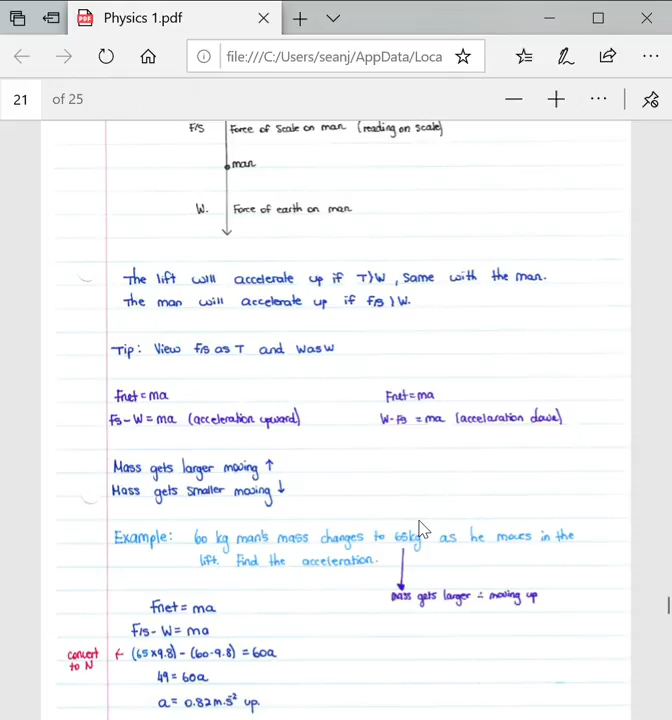 Physics 1.pdf
file:///C:/Users/seanj/AppData/Loca
21 of 25
F/S Force of Scale on man (reading on scale)
man
W. Force of earth on man
The lift will accelerate up if T>W, same with the man.
The man will accelerate up if F/S > W.
Tip: View F/S as T and W as W
Fnet = ma
Fs - W = ma (acceleration upward)
Fnet = ma
W - Fs = ma (acceleration down)
Mass gets larger moving ↑
Mass gets smaller moving ↓
Example: 60 kg man's mass changes to 65kg as he moves in the
lift. Find the acceleration.
mass gets larger ∴ moving up
Fnet = ma
F/S - W = ma
convert to N ← (65×9.8) - (60·9.8) = 60a
49 = 60a
a = 0.82 m.s⁻² up.